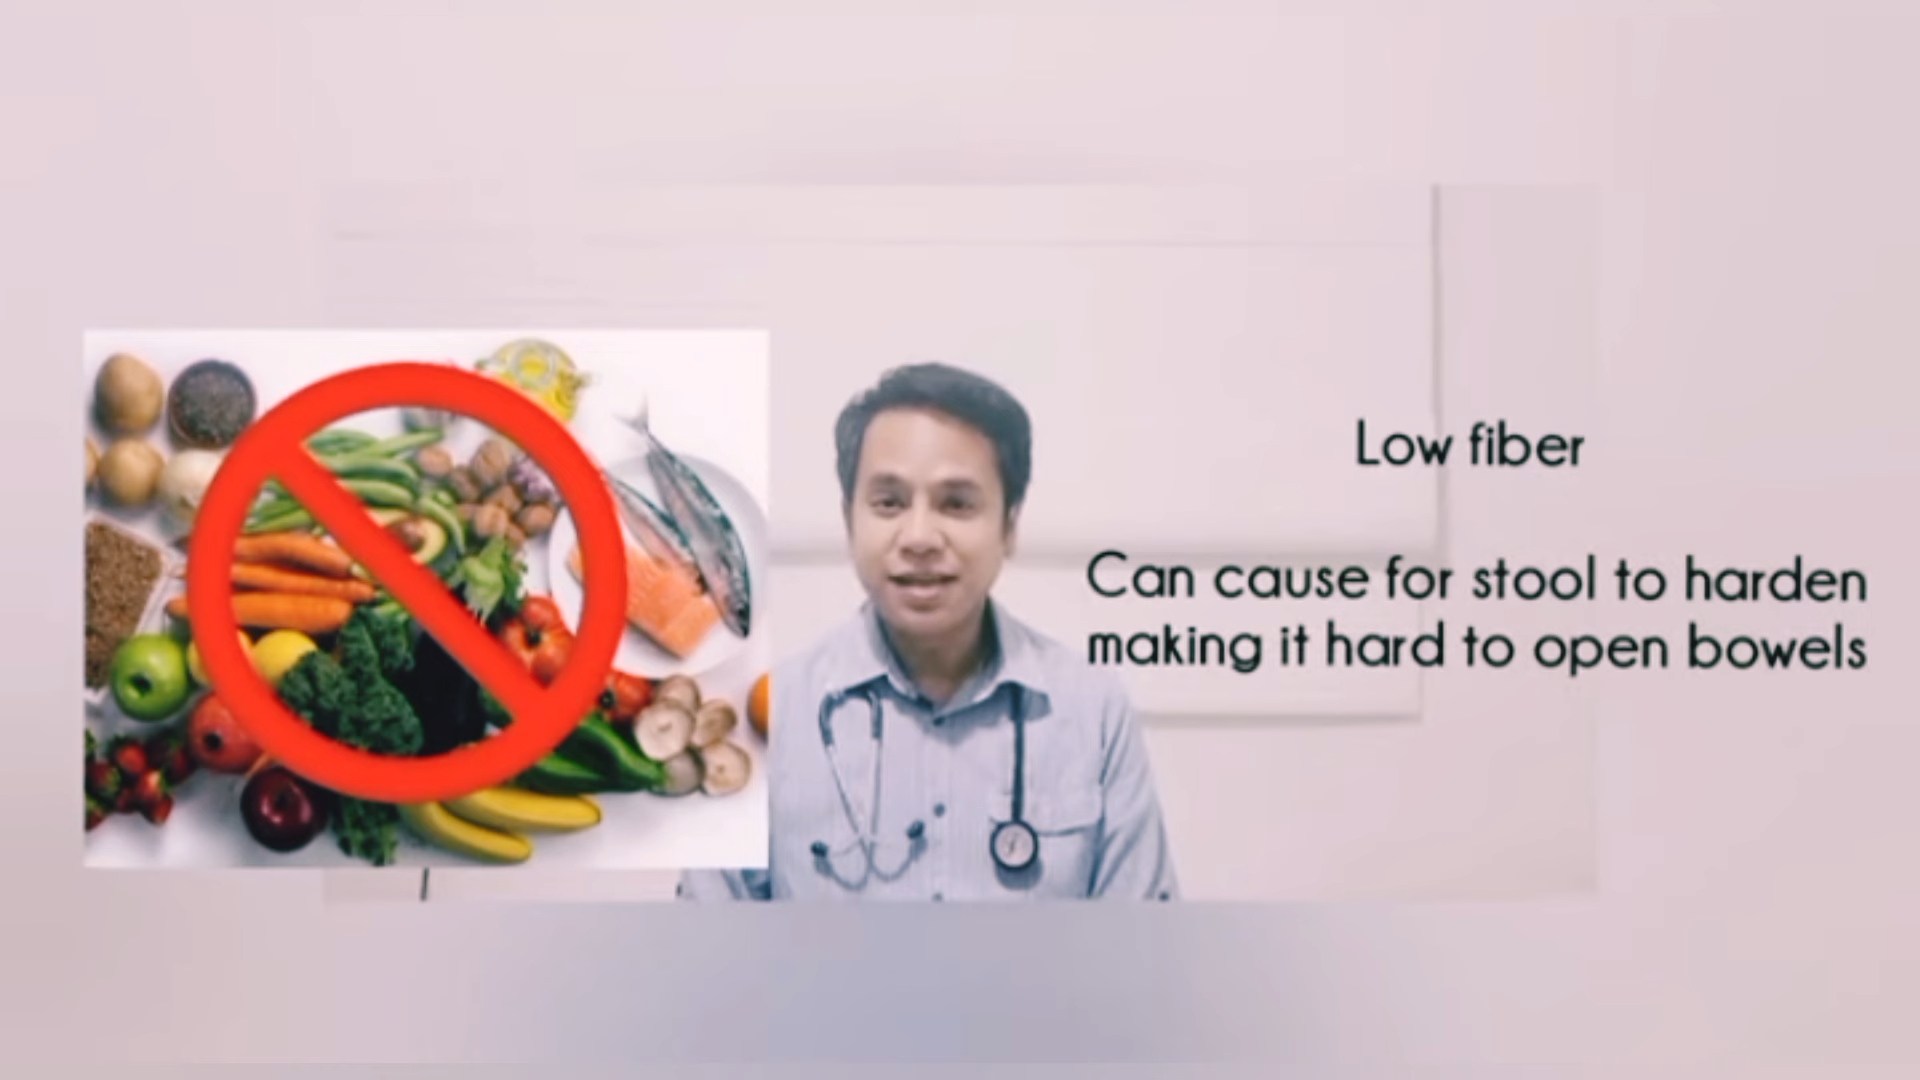 Low fiber
Can cause for stool to harden
making it hard to open bowels